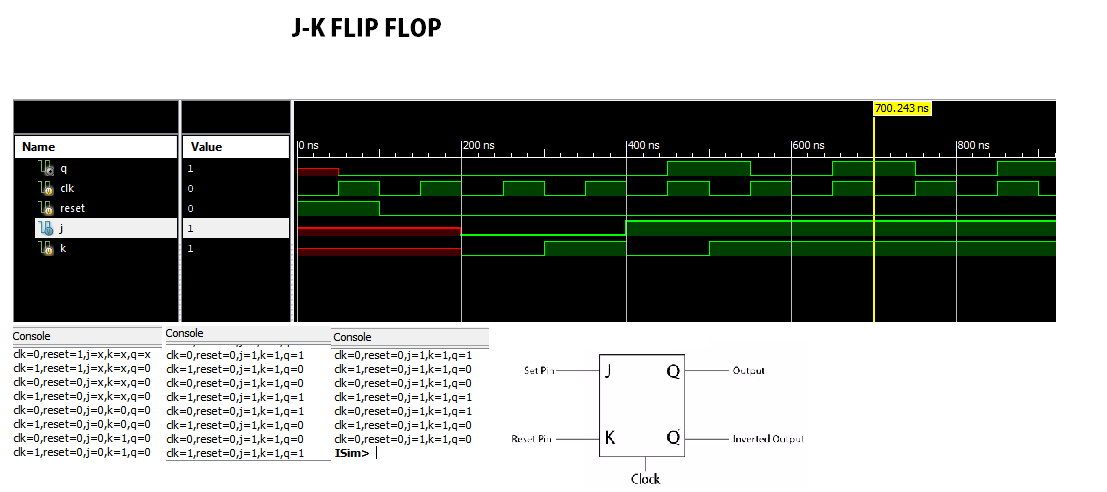 J-K FLIP FLOP
700.243 ns
Name Value 0 ns 200 ns 400 ns 600 ns 800 ns
q 1
clk 0
reset 0
j 1
k 1
Console
clk=0,reset=1,j=x,k=x,q=x
clk=1,reset=1,j=x,k=x,q=0
clk=0,reset=0,j=x,k=x,q=0
clk=1,reset=0,j=x,k=x,q=0
clk=0,reset=0,j=0,k=0,q=0
clk=1,reset=0,j=0,k=0,q=0
clk=0,reset=0,j=0,k=1,q=0
clk=1,reset=0,j=0,k=1,q=0
Console
clk=0,reset=0,j=1,k=1,q=1
clk=1,reset=0,j=1,k=1,q=0
clk=0,reset=0,j=1,k=1,q=0
clk=1,reset=0,j=1,k=1,q=1
clk=0,reset=0,j=1,k=1,q=1
clk=1,reset=0,j=1,k=1,q=0
clk=0,reset=0,j=1,k=1,q=0
clk=1,reset=0,j=1,k=1,q=1
Console
clk=0,reset=0,j=1,k=1,q=1
clk=1,reset=0,j=1,k=1,q=0
clk=0,reset=0,j=1,k=1,q=0
clk=1,reset=0,j=1,k=1,q=1
clk=0,reset=0,j=1,k=1,q=1
clk=1,reset=0,j=1,k=1,q=0
clk=0,reset=0,j=1,k=1,q=0
ISim>
Set Pin J Q Output
Reset Pin K Q̄ Inverted Output
Clock